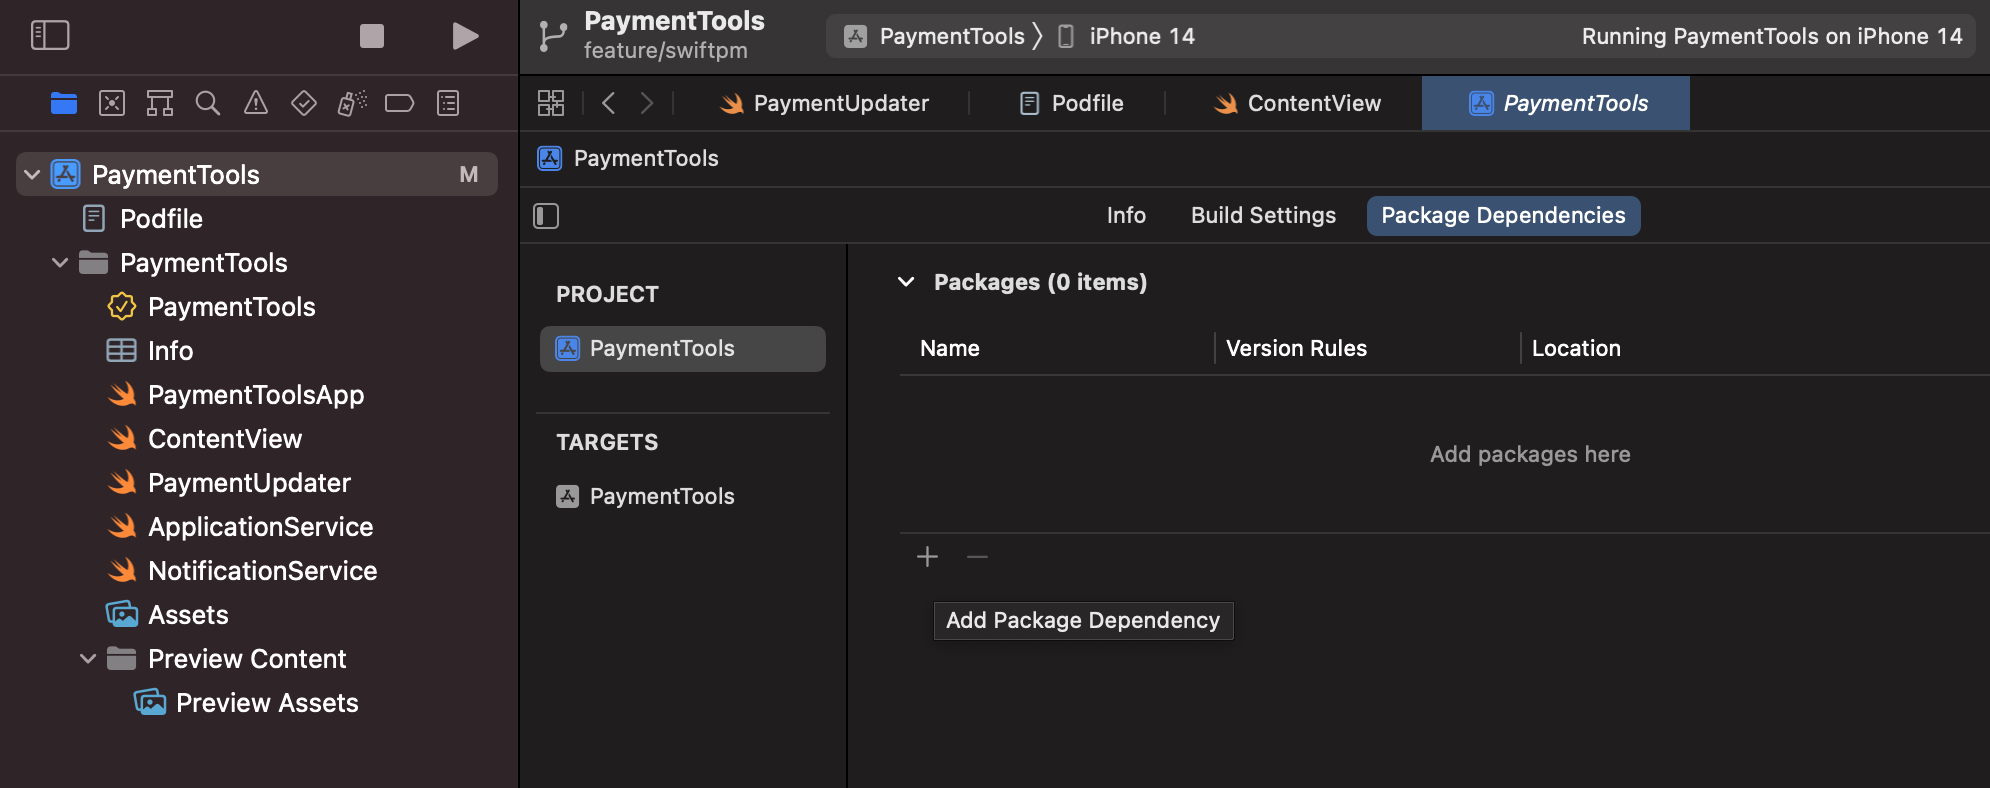 PaymentTools
feature/swiftpm
PaymentTools
iPhone 14
Running PaymentTools on iPhone 14
PaymentUpdater
Podfile
ContentView
PaymentTools
PaymentTools M
Podfile
PaymentTools
PaymentTools
Info
PaymentToolsApp
ContentView
PaymentUpdater
ApplicationService
NotificationService
Assets
Preview Content
Preview Assets
PaymentTools
Info
Build Settings
Package Dependencies
PROJECT
PaymentTools
TARGETS
PaymentTools
Packages (0 items)
Name
Version Rules
Location
Add packages here
Add Package Dependency